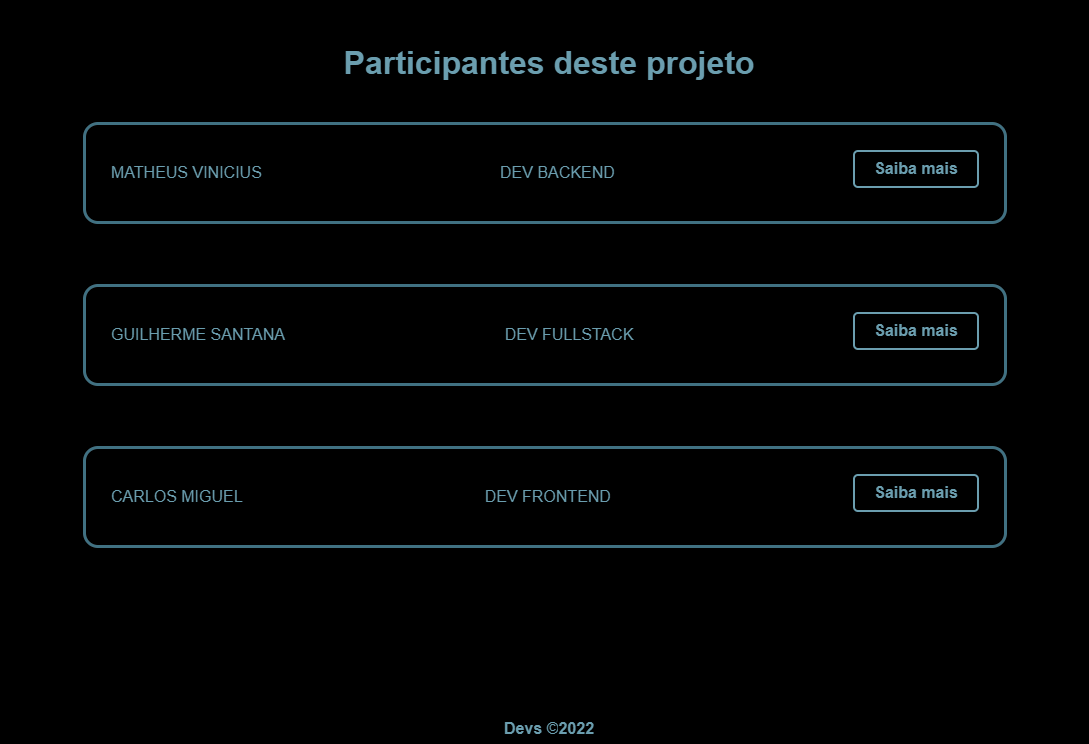 Participantes deste projeto
MATHEUS VINICIUS DEV BACKEND Saiba mais
GUILHERME SANTANA DEV FULLSTACK Saiba mais
CARLOS MIGUEL DEV FRONTEND Saiba mais
Devs ©2022